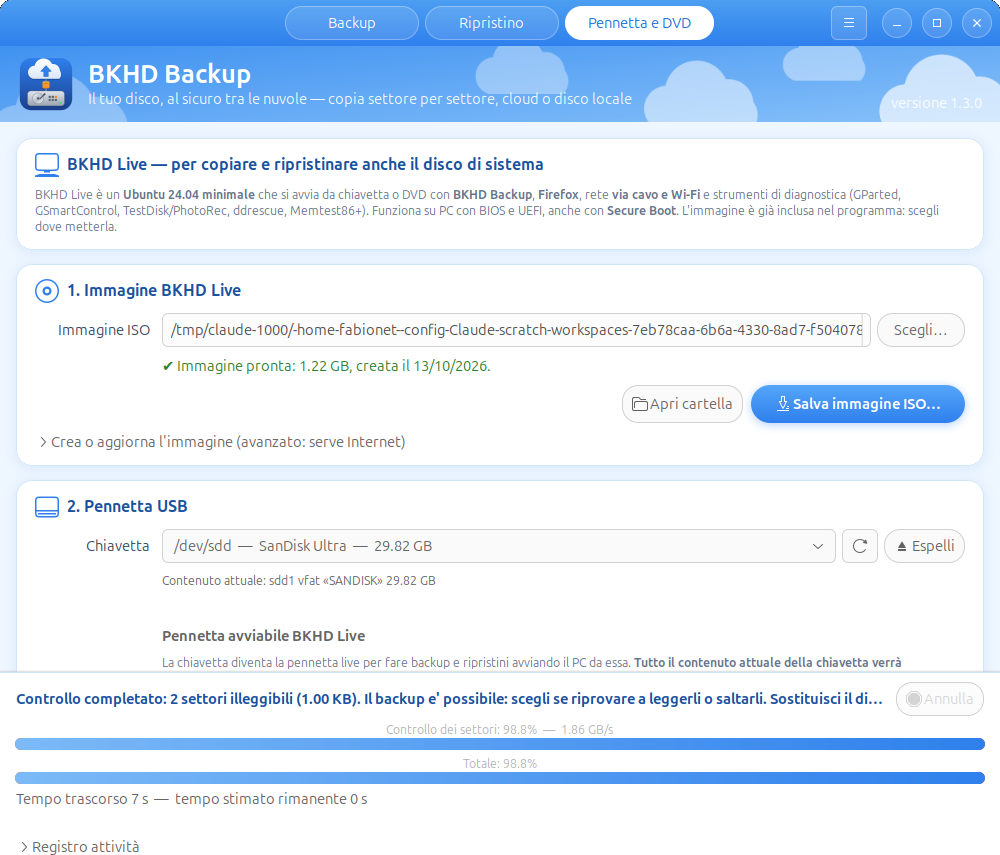 Backup
Ripristino
Pennetta e DVD
BKHD Backup
Il tuo disco, al sicuro tra le nuvole — copia settore per settore, cloud o disco locale
versione 1.3.0
BKHD Live — per copiare e ripristinare anche il disco di sistema
BKHD Live è un Ubuntu 24.04 minimale che si avvia da chiavetta o DVD con BKHD Backup, Firefox, rete via cavo e Wi-Fi e strumenti di diagnostica (GParted,
GSmartControl, TestDisk/PhotoRec, ddrescue, Memtest86+). Funziona su PC con BIOS e UEFI, anche con Secure Boot. L'immagine è già inclusa nel programma: scegli
dove metterla.
1. Immagine BKHD Live
Immagine ISO
/tmp/claude-1000/-home-fabionet--config-Claude-scratch-workspaces-7eb78caa-6b6a-4330-8ad7-f504078
Scegli...
✔ Immagine pronta: 1.22 GB, creata il 13/10/2026.
Apri cartella
Salva immagine ISO...
Crea o aggiorna l'immagine (avanzato: serve Internet)
2. Pennetta USB
Chiavetta
/dev/sdd — SanDisk Ultra — 29.82 GB
Espelli
Contenuto attuale: sdd1 vfat «SANDISK» 29.82 GB
Pennetta avviabile BKHD Live
La chiavetta diventa la pennetta live per fare backup e ripristini avviando il PC da essa. Tutto il contenuto attuale della chiavetta verrà
Controllo completato: 2 settori illeggibili (1.00 KB). Il backup e' possibile: scegli se riprovare a leggerli o saltarli. Sostituisci il di...
Annulla
Controllo dei settori: 98.8% — 1.86 GB/s
Totale: 98.8%
Tempo trascorso 7 s — tempo stimato rimanente 0 s
Registro attività